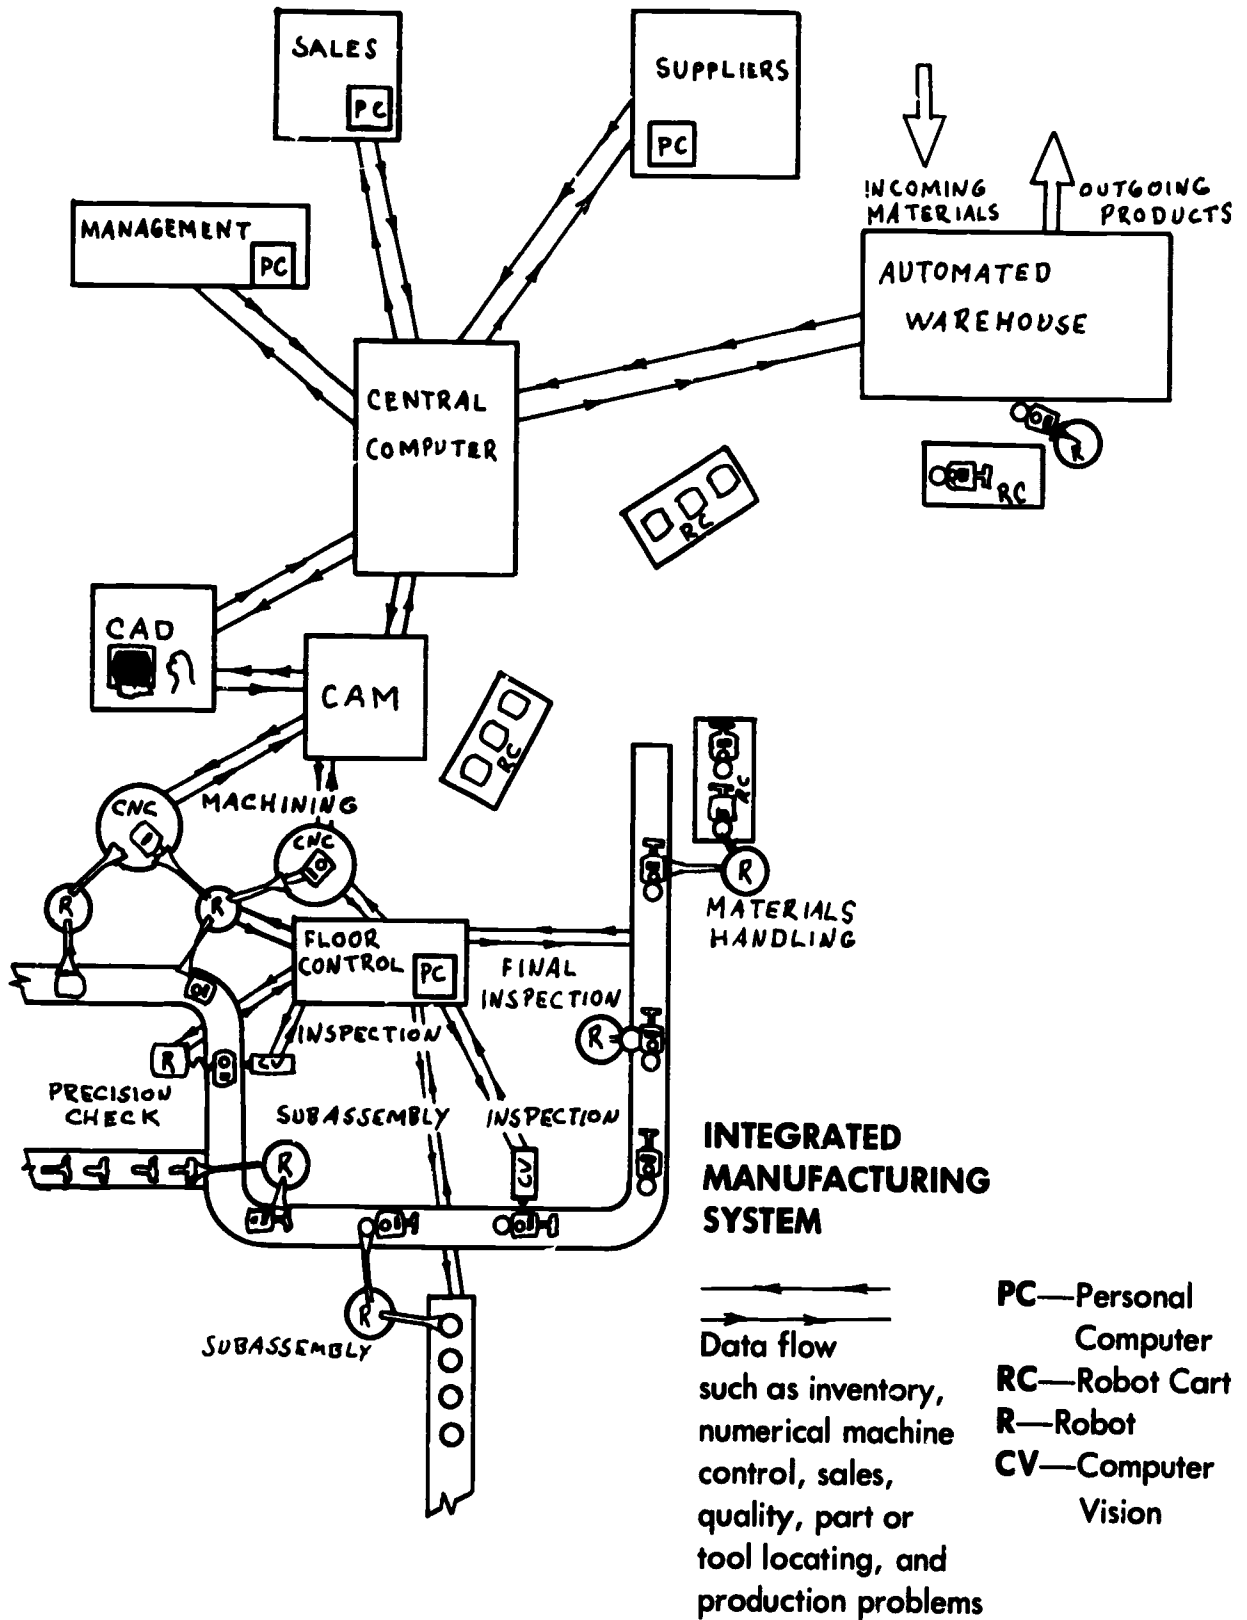 SALES
PC
SUPPLIERS
PC
INCOMING
MATERIALS
OUTGOING
PRODUCTS
MANAGEMENT
PC
AUTOMATED
WAREHOUSE
CENTRAL
COMPUTER
R
RC
RC
CAD
CAM
RC
RC
CNC
MACHINING
CNC
R
R
R
MATERIALS
HANDLING
FLOOR
CONTROL
PC
FINAL
INSPECTION
INSPECTION
R
R
CV
PRECISION
CHECK
SUBASSEMBLY
INSPECTION
CV
R
R
SUBASSEMBLY
INTEGRATED
MANUFACTURING
SYSTEM
Data flow
such as inventory,
numerical machine
control, sales,
quality, part or
tool locating, and
production problems
PC—Personal
Computer
RC—Robot Cart
R—Robot
CV—Computer
Vision